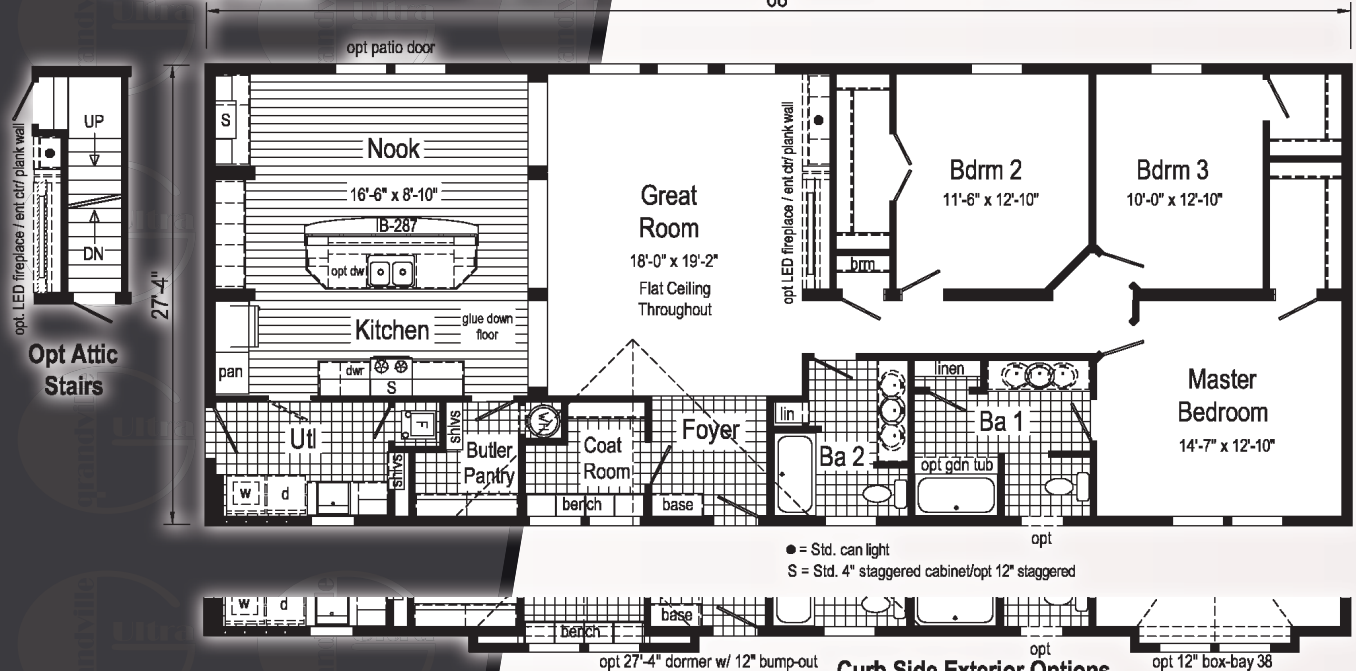 opt patio door
UP
DN
opt. LED fireplace / ent ctr/ plank wall
Opt Attic
Stairs
27'-4"
S
Nook
16'-6" x 8'-10"
IB-287
opt dw
Kitchen
glue down
floor
pan
dwr
S
Great
Room
18'-0" x 19'-2"
Flat Ceiling
Throughout
opt LED fireplace / ent ctr/ plank wall
brm
Bdrm 2
11'-6" x 12'-10"
Bdrm 3
10'-0" x 12'-10"
Utl
w
d
F
shlvs
shlvs
Butler
Pantry
WH
Coat
Room
bench
Foyer
base
lin
Ba 2
linen
Ba 1
opt gdn tub
Master
Bedroom
14'-7" x 12'-10"
opt
● = Std. can light
S = Std. 4" staggered cabinet/opt 12" staggered
w
d
bench
base
opt
opt 27'-4" dormer w/ 12" bump-out
Curb Side Exterior Options
opt 12" box-bay 38
grandville
Ultra